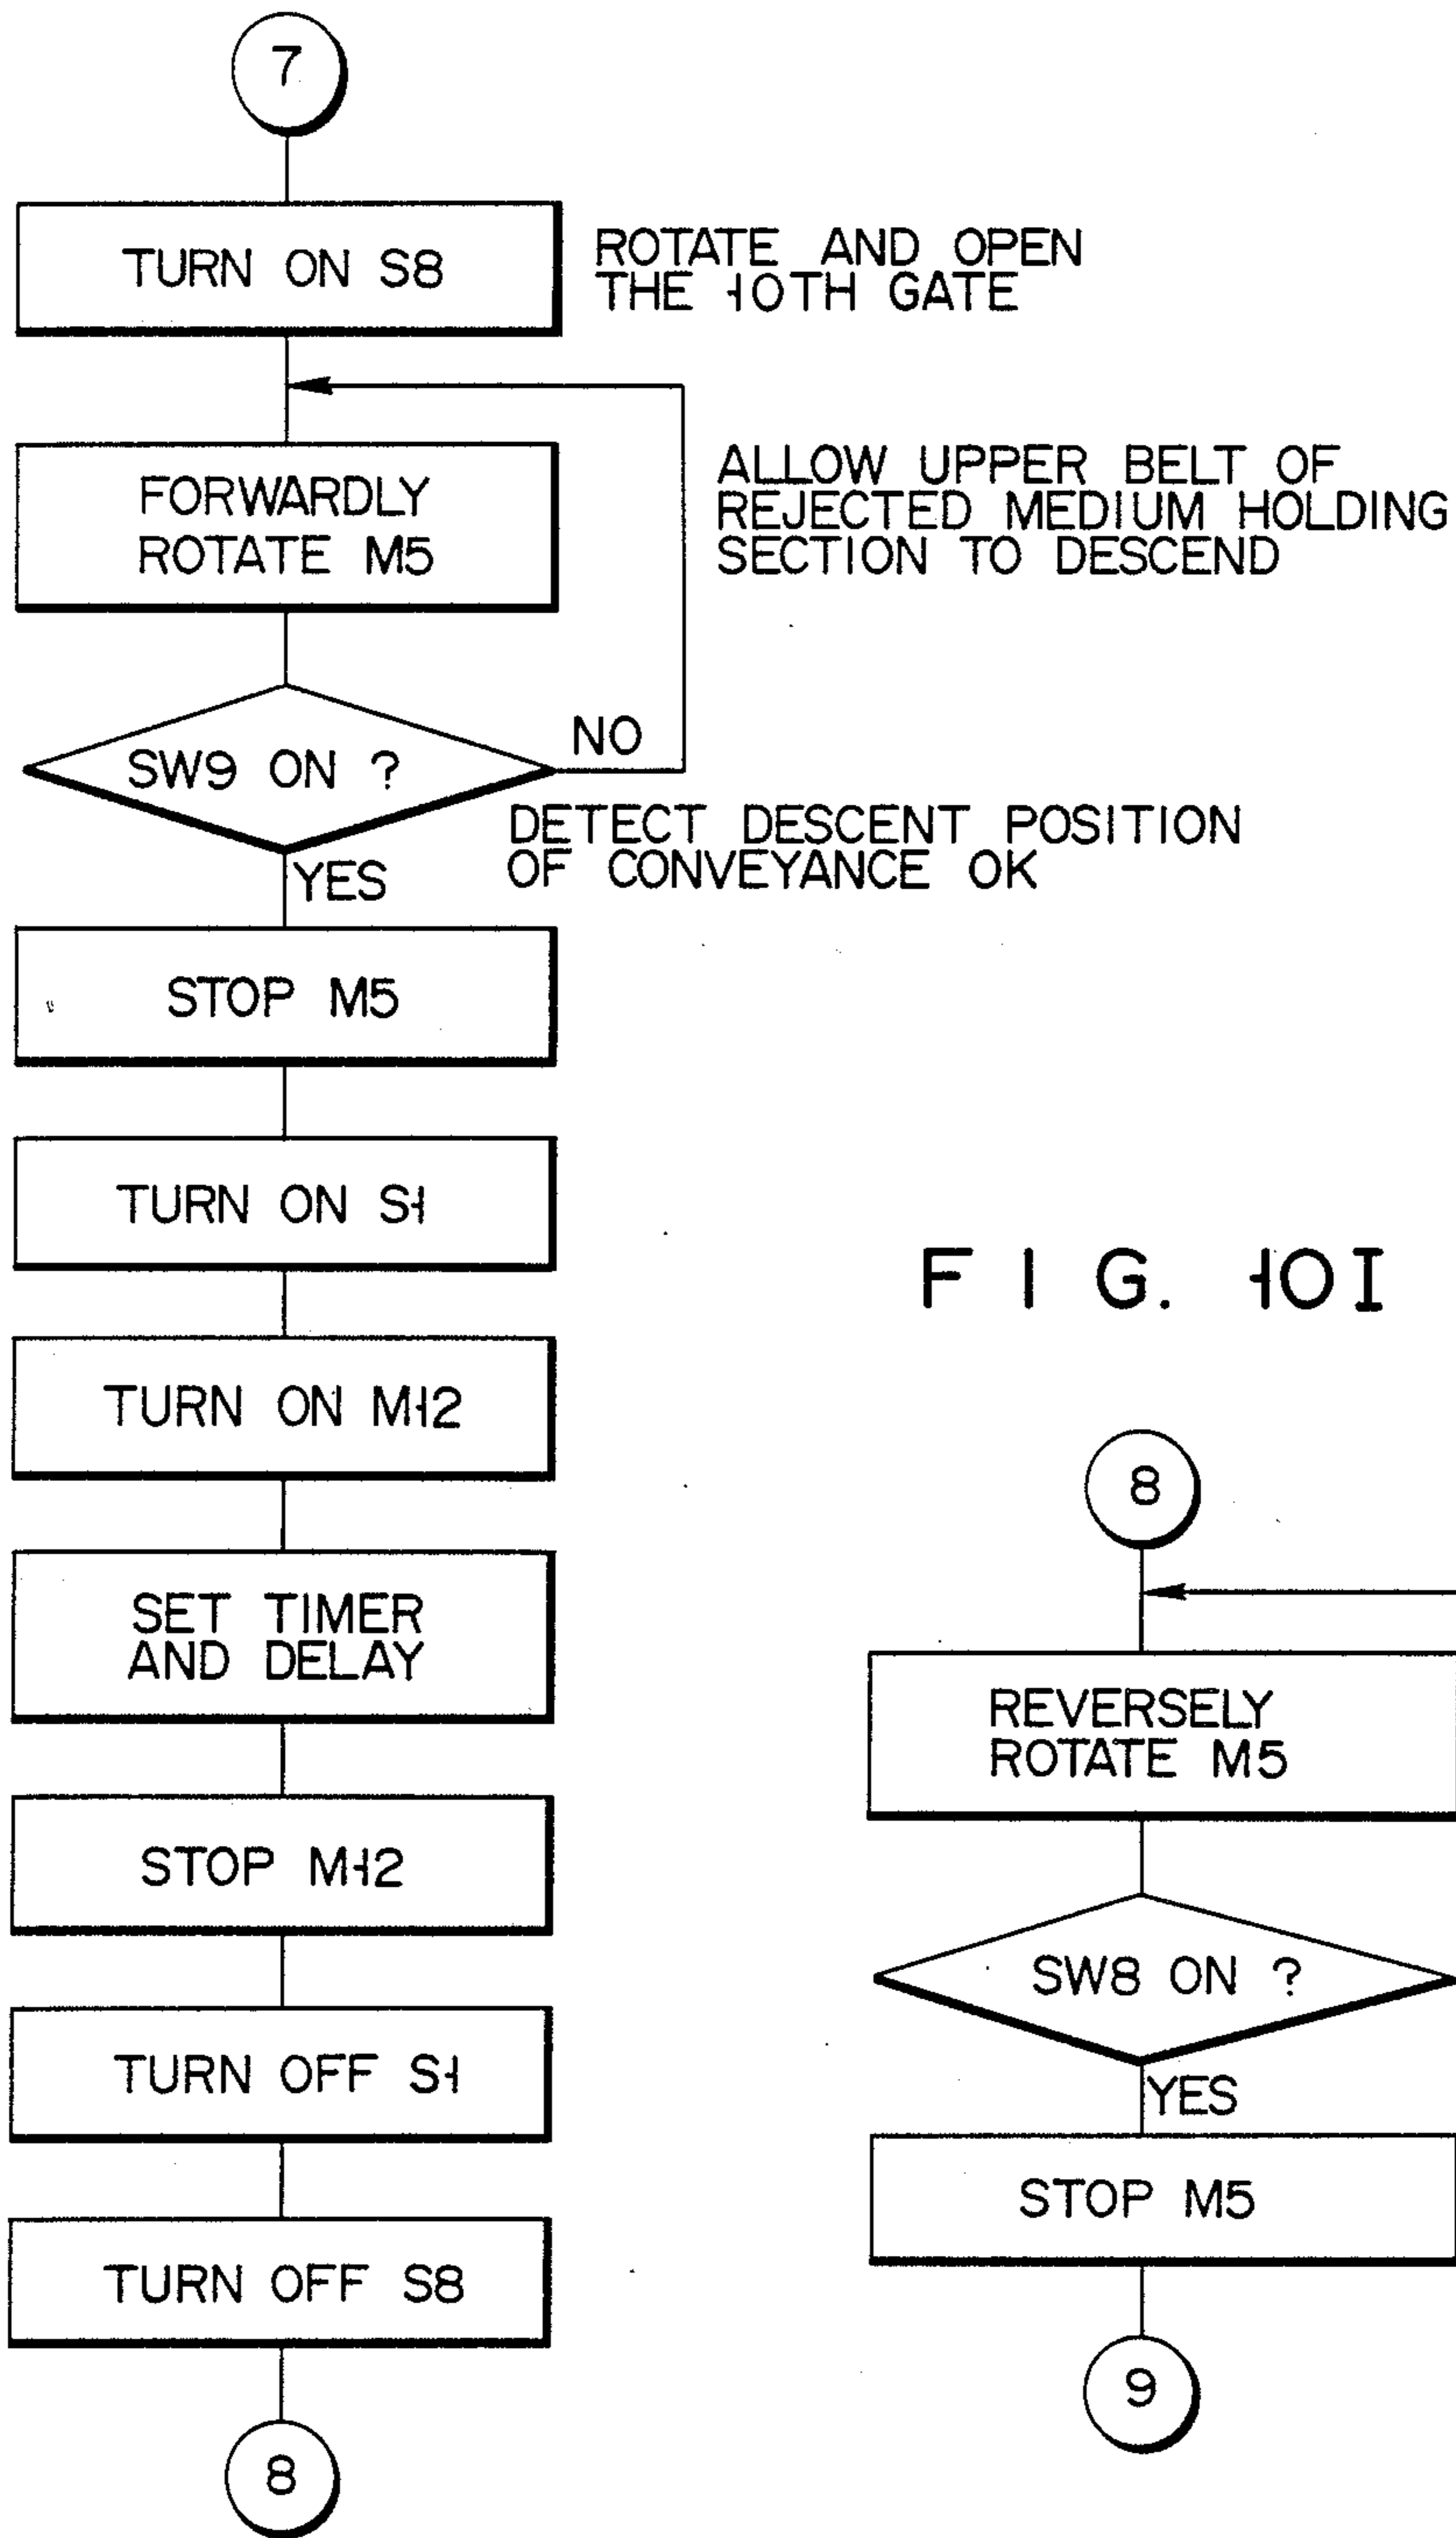 7
TURN ON S8
ROTATE AND OPEN
THE 10TH GATE
FORWARDLY
ROTATE M5
ALLOW UPPER BELT OF
REJECTED MEDIUM HOLDING
SECTION TO DESCEND
SW9 ON ?
NO
DETECT DESCENT POSITION
OF CONVEYANCE OK
YES
STOP M5
TURN ON S1
TURN ON M12
SET TIMER
AND DELAY
STOP M12
TURN OFF S1
TURN OFF S8
8
FIG. 10I
8
REVERSELY
ROTATE M5
SW8 ON ?
YES
STOP M5
9